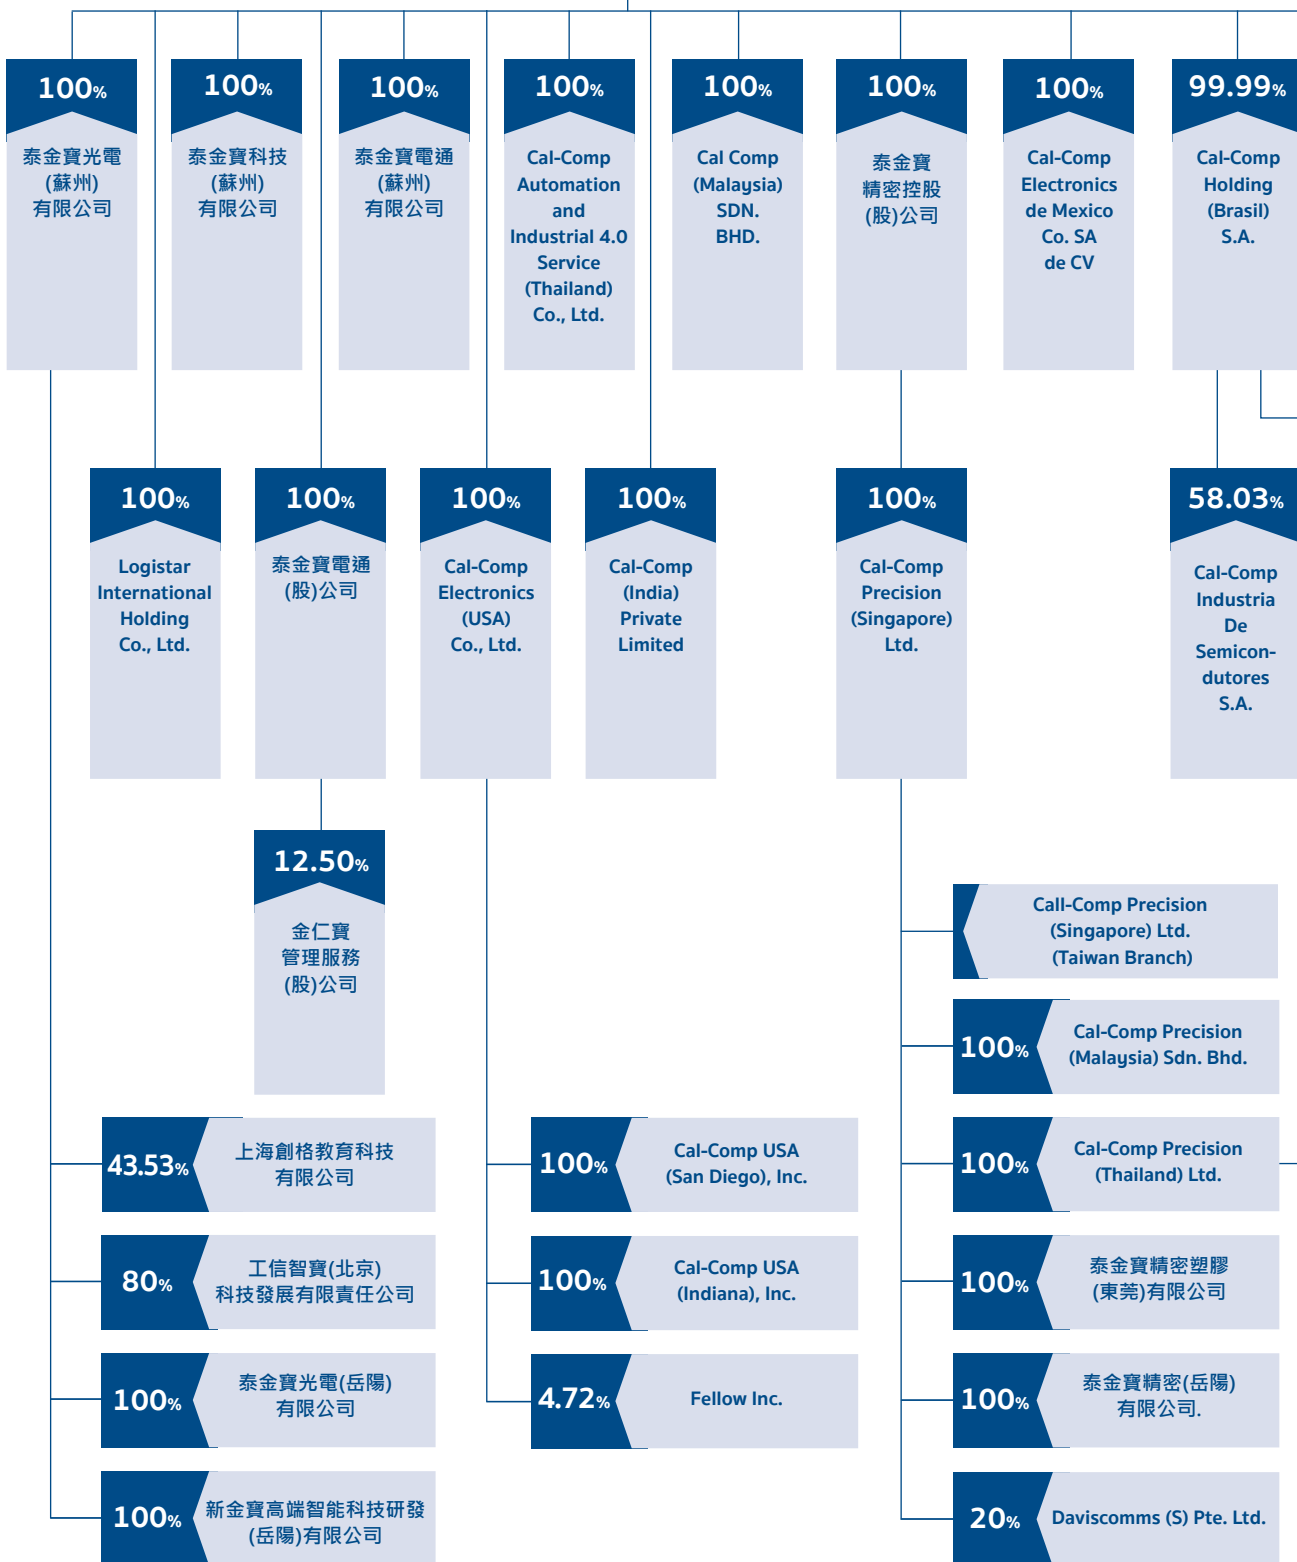 100%
泰金寶光電
(蘇州)
有限公司
100%
泰金寶科技
(蘇州)
有限公司
100%
泰金寶電通
(蘇州)
有限公司
100%
Cal-Comp
Automation
and
Industrial 4.0
Service
(Thailand)
Co., Ltd.
100%
Cal Comp
(Malaysia)
SDN.
BHD.
100%
泰金寶
精密控股
(股)公司
100%
Cal-Comp
Electronics
de Mexico
Co. SA
de CV
99.99%
Cal-Comp
Holding
(Brasil)
S.A.
100%
Logistar
International
Holding
Co., Ltd.
100%
泰金寶電通
(股)公司
100%
Cal-Comp
Electronics
(USA)
Co., Ltd.
100%
Cal-Comp
(India)
Private
Limited
100%
Cal-Comp
Precision
(Singapore)
Ltd.
58.03%
Cal-Comp
Industria
De
Semicon-
dutores
S.A.
12.50%
金仁寶
管理服務
(股)公司
43.53%
上海創格教育科技
有限公司
80%
工信智寶(北京)
科技發展有限責任公司
100%
泰金寶光電(岳陽)
有限公司
100%
新金寶高端智能科技研發
(岳陽)有限公司
100%
Cal-Comp USA
(San Diego), Inc.
100%
Cal-Comp USA
(Indiana), Inc.
4.72%
Fellow Inc.
Call-Comp Precision
(Singapore) Ltd.
(Taiwan Branch)
100%
Cal-Comp Precision
(Malaysia) Sdn. Bhd.
100%
Cal-Comp Precision
(Thailand) Ltd.
100%
泰金寶精密塑膠
(東莞)有限公司
100%
泰金寶精密(岳陽)
有限公司.
20%
Daviscomms (S) Pte. Ltd.